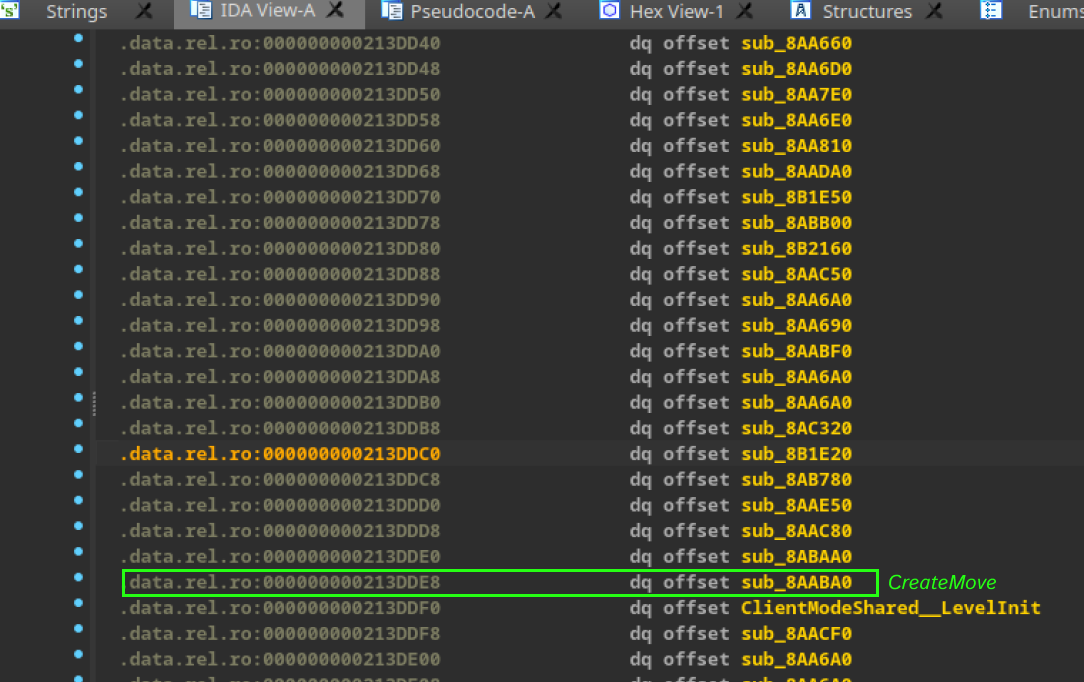 's' Strings IDA View-A Pseudocode-A Hex View-1 Structures Enums
.data.rel.ro:000000000213DD40 dq offset sub_8AA660
.data.rel.ro:000000000213DD48 dq offset sub_8AA6D0
.data.rel.ro:000000000213DD50 dq offset sub_8AA7E0
.data.rel.ro:000000000213DD58 dq offset sub_8AA6E0
.data.rel.ro:000000000213DD60 dq offset sub_8AA810
.data.rel.ro:000000000213DD68 dq offset sub_8AADA0
.data.rel.ro:000000000213DD70 dq offset sub_8B1E50
.data.rel.ro:000000000213DD78 dq offset sub_8ABB00
.data.rel.ro:000000000213DD80 dq offset sub_8B2160
.data.rel.ro:000000000213DD88 dq offset sub_8AAC50
.data.rel.ro:000000000213DD90 dq offset sub_8AA6A0
.data.rel.ro:000000000213DD98 dq offset sub_8AA690
.data.rel.ro:000000000213DDA0 dq offset sub_8AABF0
.data.rel.ro:000000000213DDA8 dq offset sub_8AA6A0
.data.rel.ro:000000000213DDB0 dq offset sub_8AA6A0
.data.rel.ro:000000000213DDB8 dq offset sub_8AC320
.data.rel.ro:000000000213DDC0 dq offset sub_8B1E20
.data.rel.ro:000000000213DDC8 dq offset sub_8AB780
.data.rel.ro:000000000213DDD0 dq offset sub_8AAE50
.data.rel.ro:000000000213DDD8 dq offset sub_8AAC80
.data.rel.ro:000000000213DDE0 dq offset sub_8ABAA0
.data.rel.ro:000000000213DDE8 dq offset sub_8AABA0 CreateMove
.data.rel.ro:000000000213DDF0 dq offset ClientModeShared__LevelInit
.data.rel.ro:000000000213DDF8 dq offset sub_8AACF0
.data.rel.ro:000000000213DE00 dq offset sub_8AA6A0